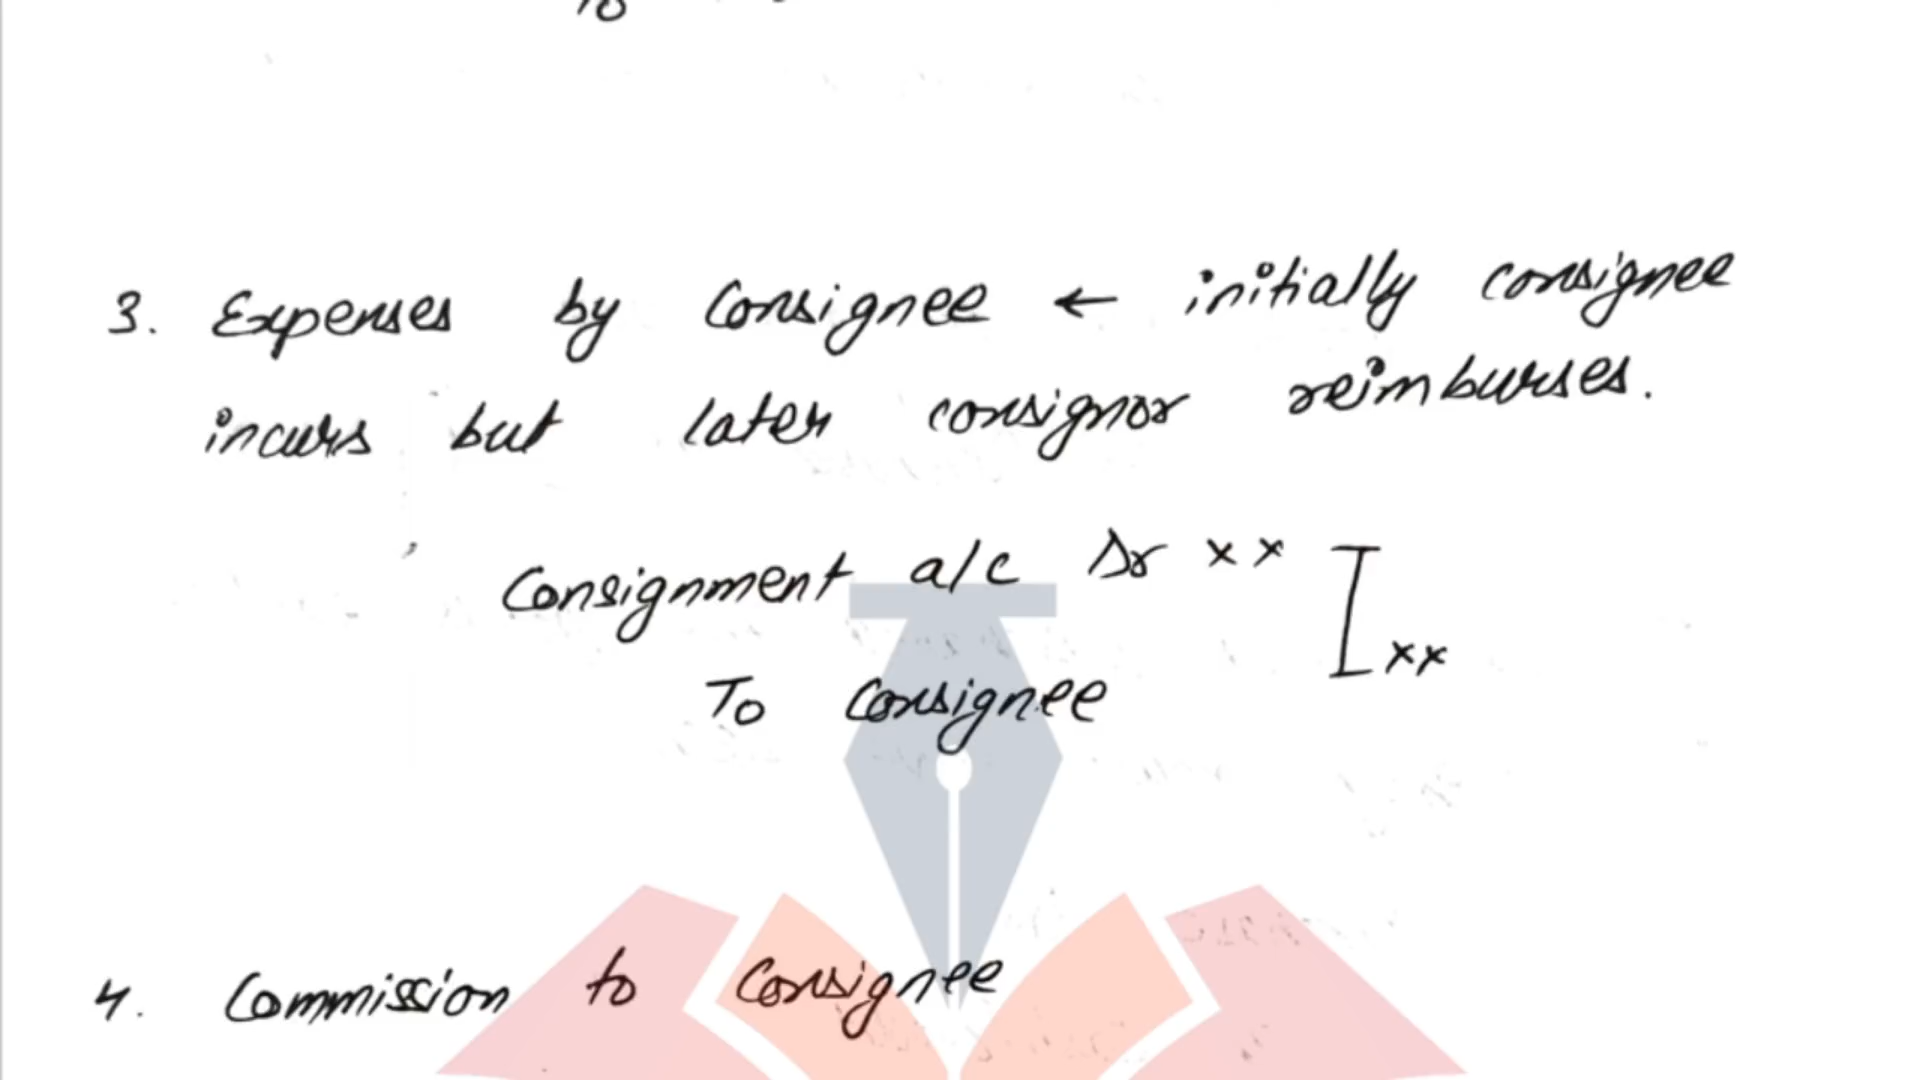 To
3. Expenses by Consignee ← initially consignee
incurs but later consignor reimburses.
Consignment a/c Dr xx
xx
To Consignee
4. Commission to Consignee